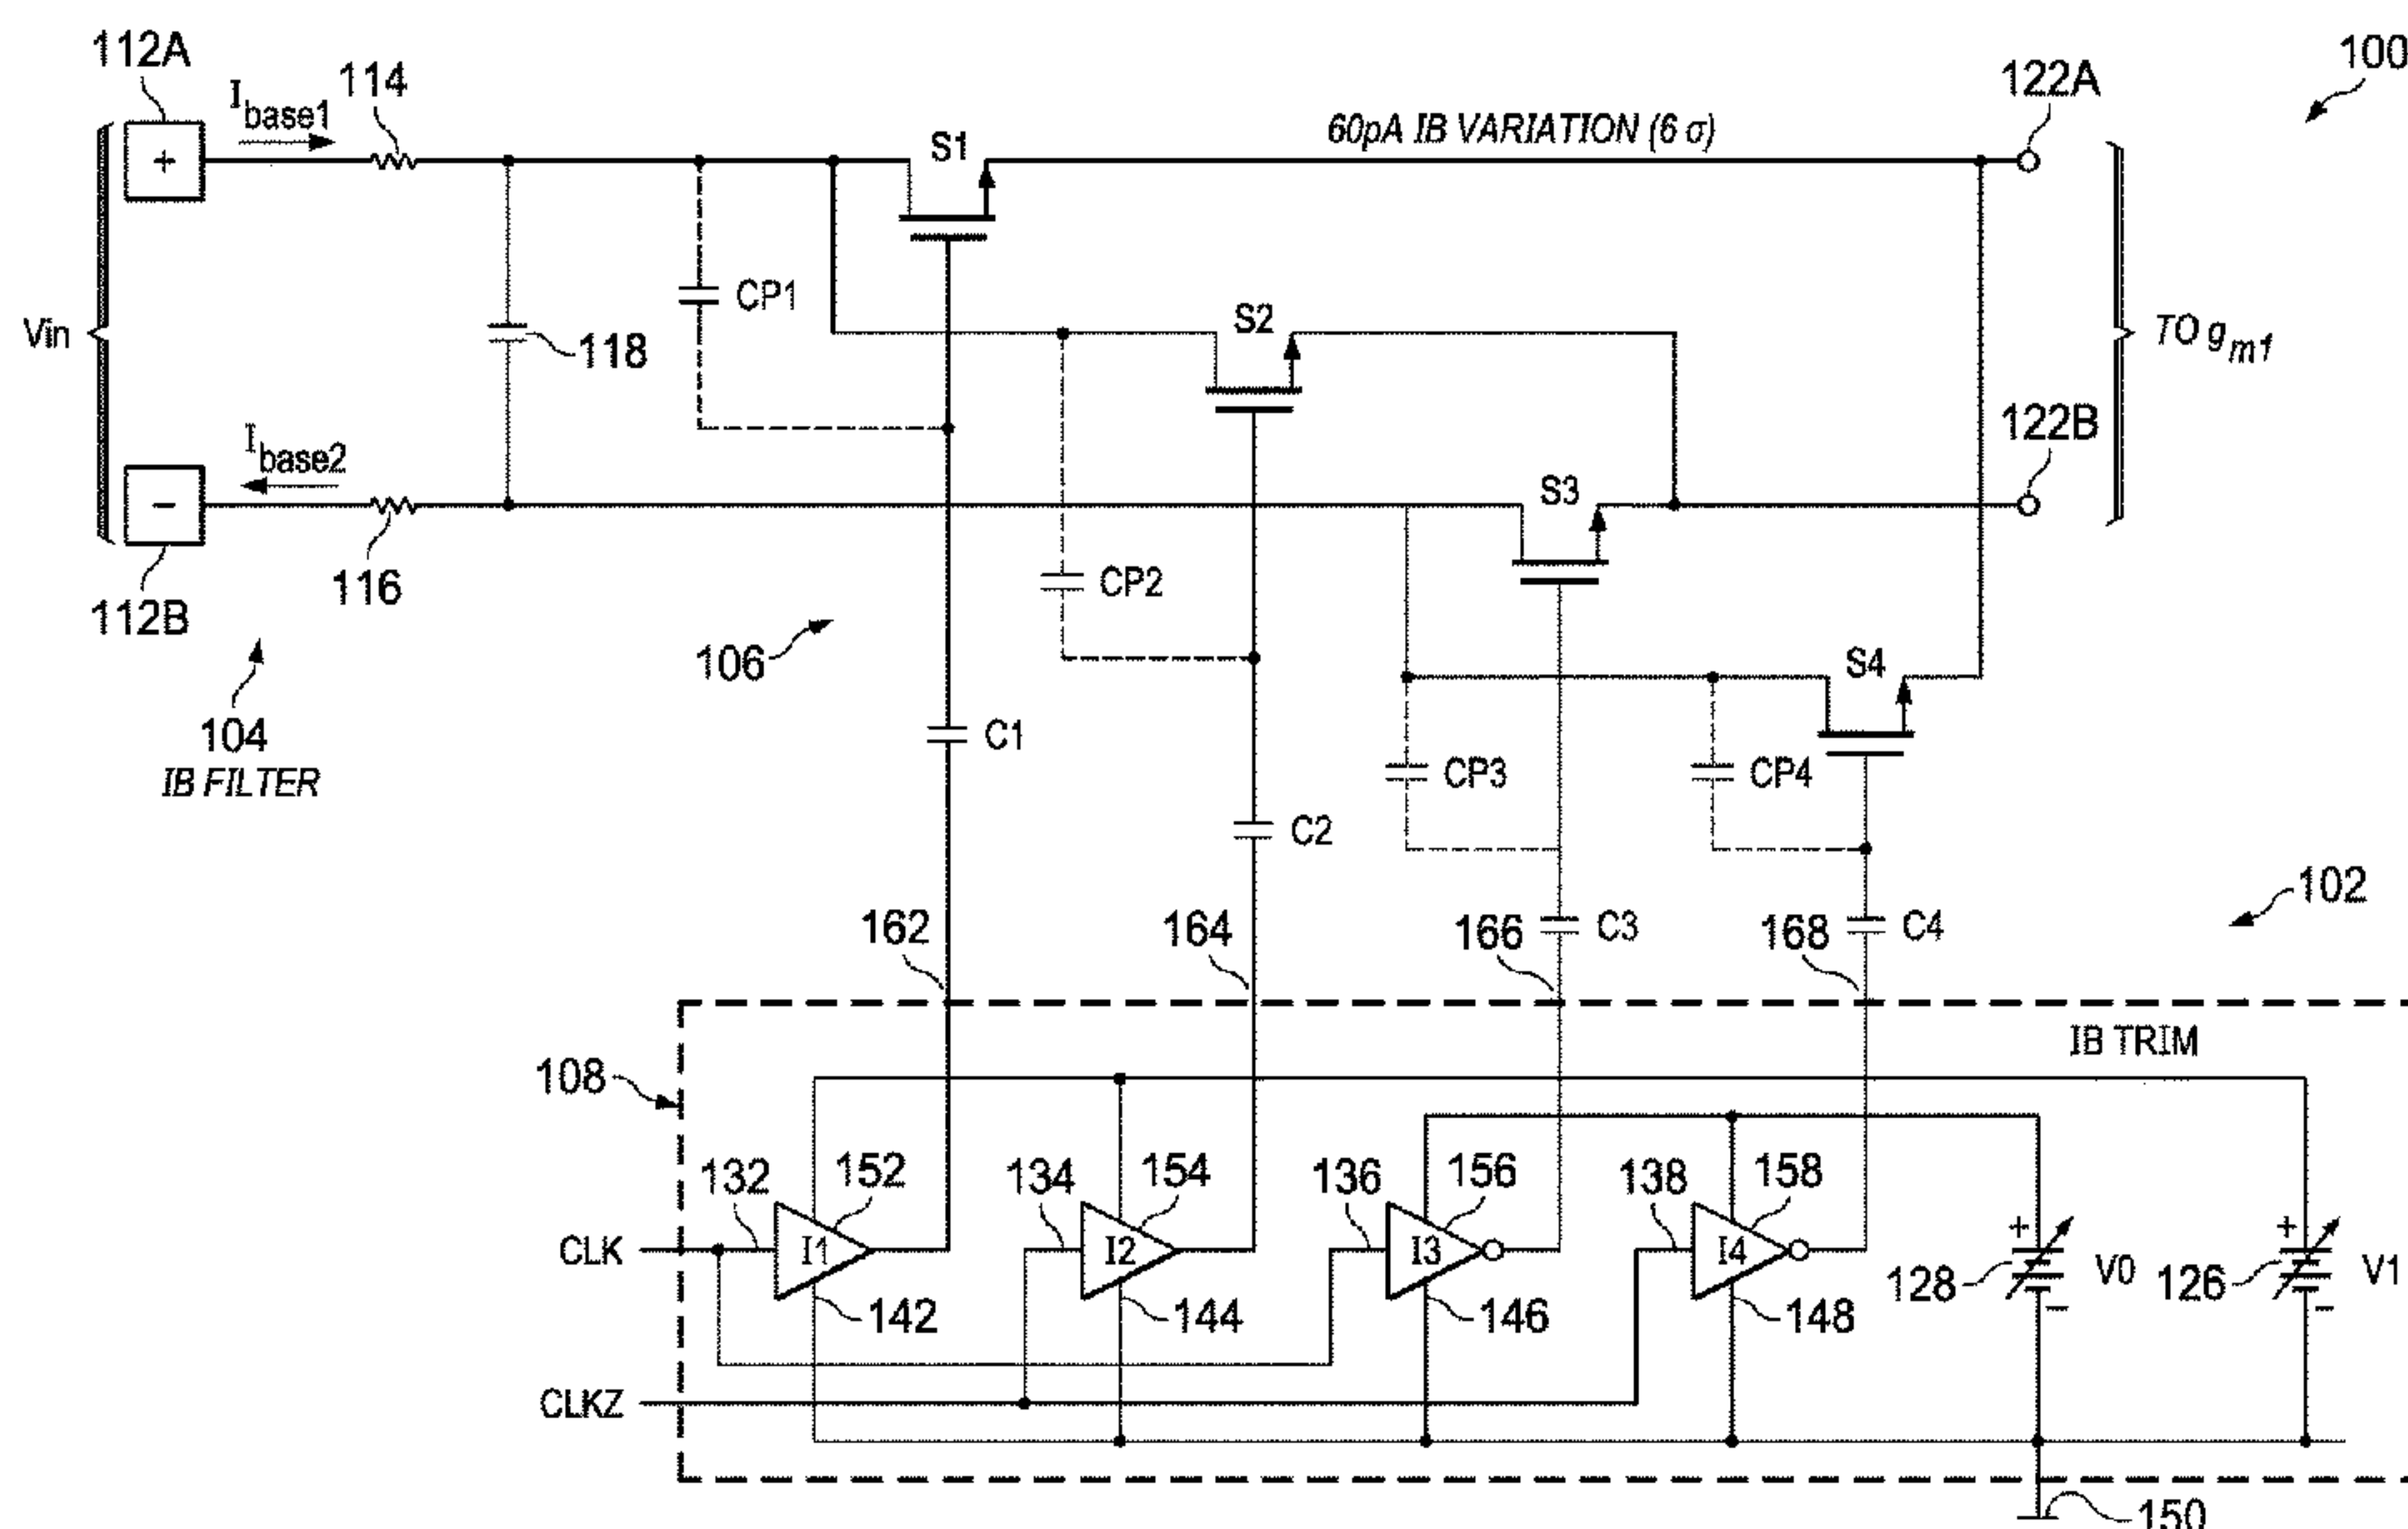 112A
I base1
114
S1
60pA IB VARIATION (6 σ)
122A
100
+
CP1
S2
Vin
118
TO g m1
122B
I base2
S3
−
112B
116
CP2
106
S4
104
IB FILTER
C1
CP3
CP4
C2
102
162
164
166
C3
168
C4
IB TRIM
108
132
152
134
154
136
156
138
158
CLK
I1
I2
I3
I4
+
128
V0
126
+
V1
−
−
142
144
146
148
CLKZ
150